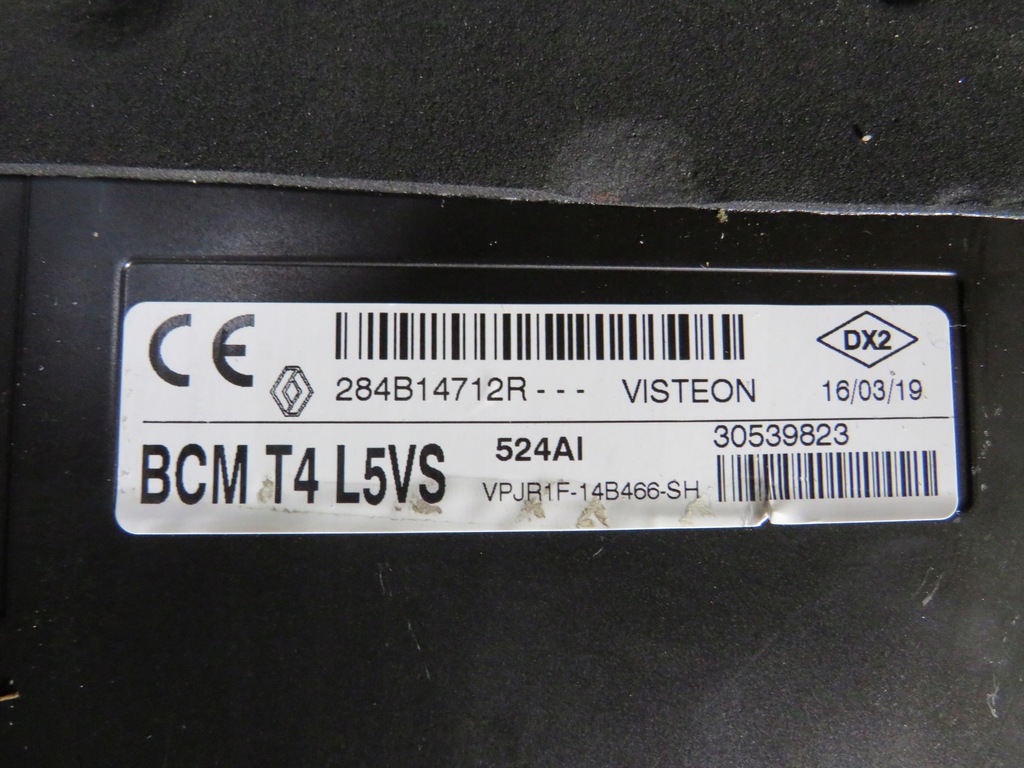 CE
284B14712R--- VISTEON
DX2
16/03/19
BCM T4 L5VS
524AI
VPJR1F-14B466-SH
30539823